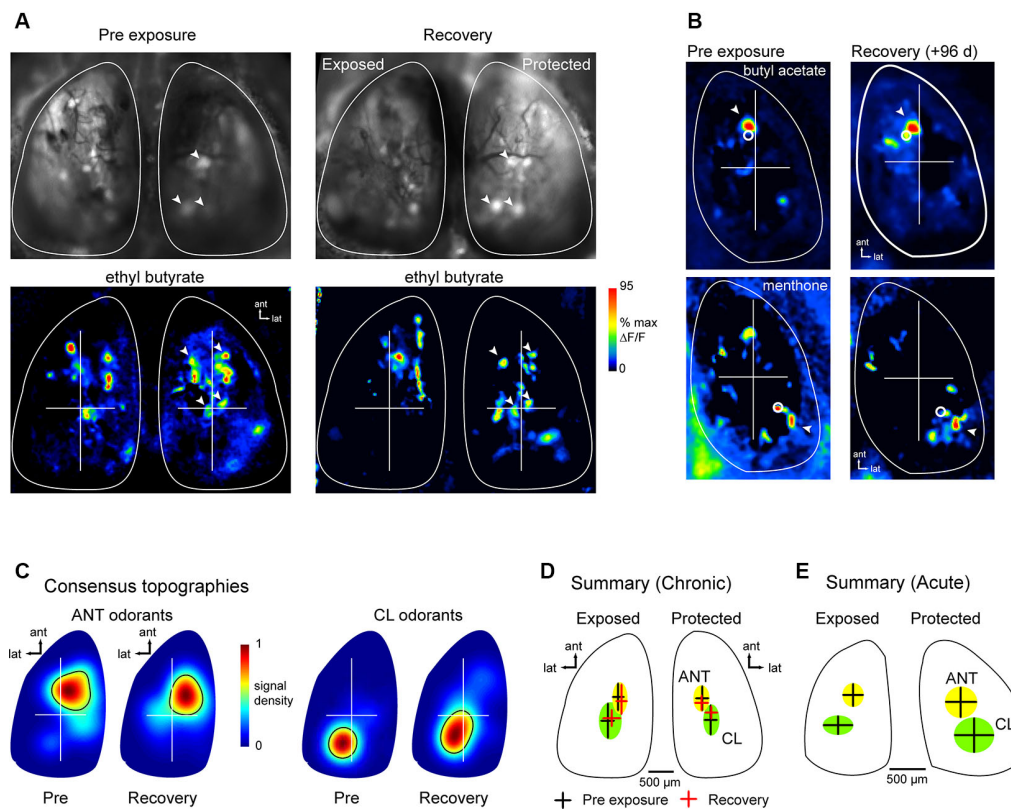 A
Pre exposure
Recovery
Exposed
Protected
ethyl butyrate
ethyl butyrate
ant
lat
95
% max
ΔF/F
0
B
Pre exposure
Recovery (+96 d)
butyl acetate
ant
lat
menthone
ant
lat
C
Consensus topographies
ANT odorants
CL odorants
ant
lat
ant
lat
1
signal
density
0
Pre
Recovery
Pre
Recovery
D
Summary (Chronic)
Exposed
Protected
ant
lat
ant
lat
ANT
CL
500 µm
Pre exposure
Recovery
E
Summary (Acute)
Exposed
Protected
ANT
CL
500 µm